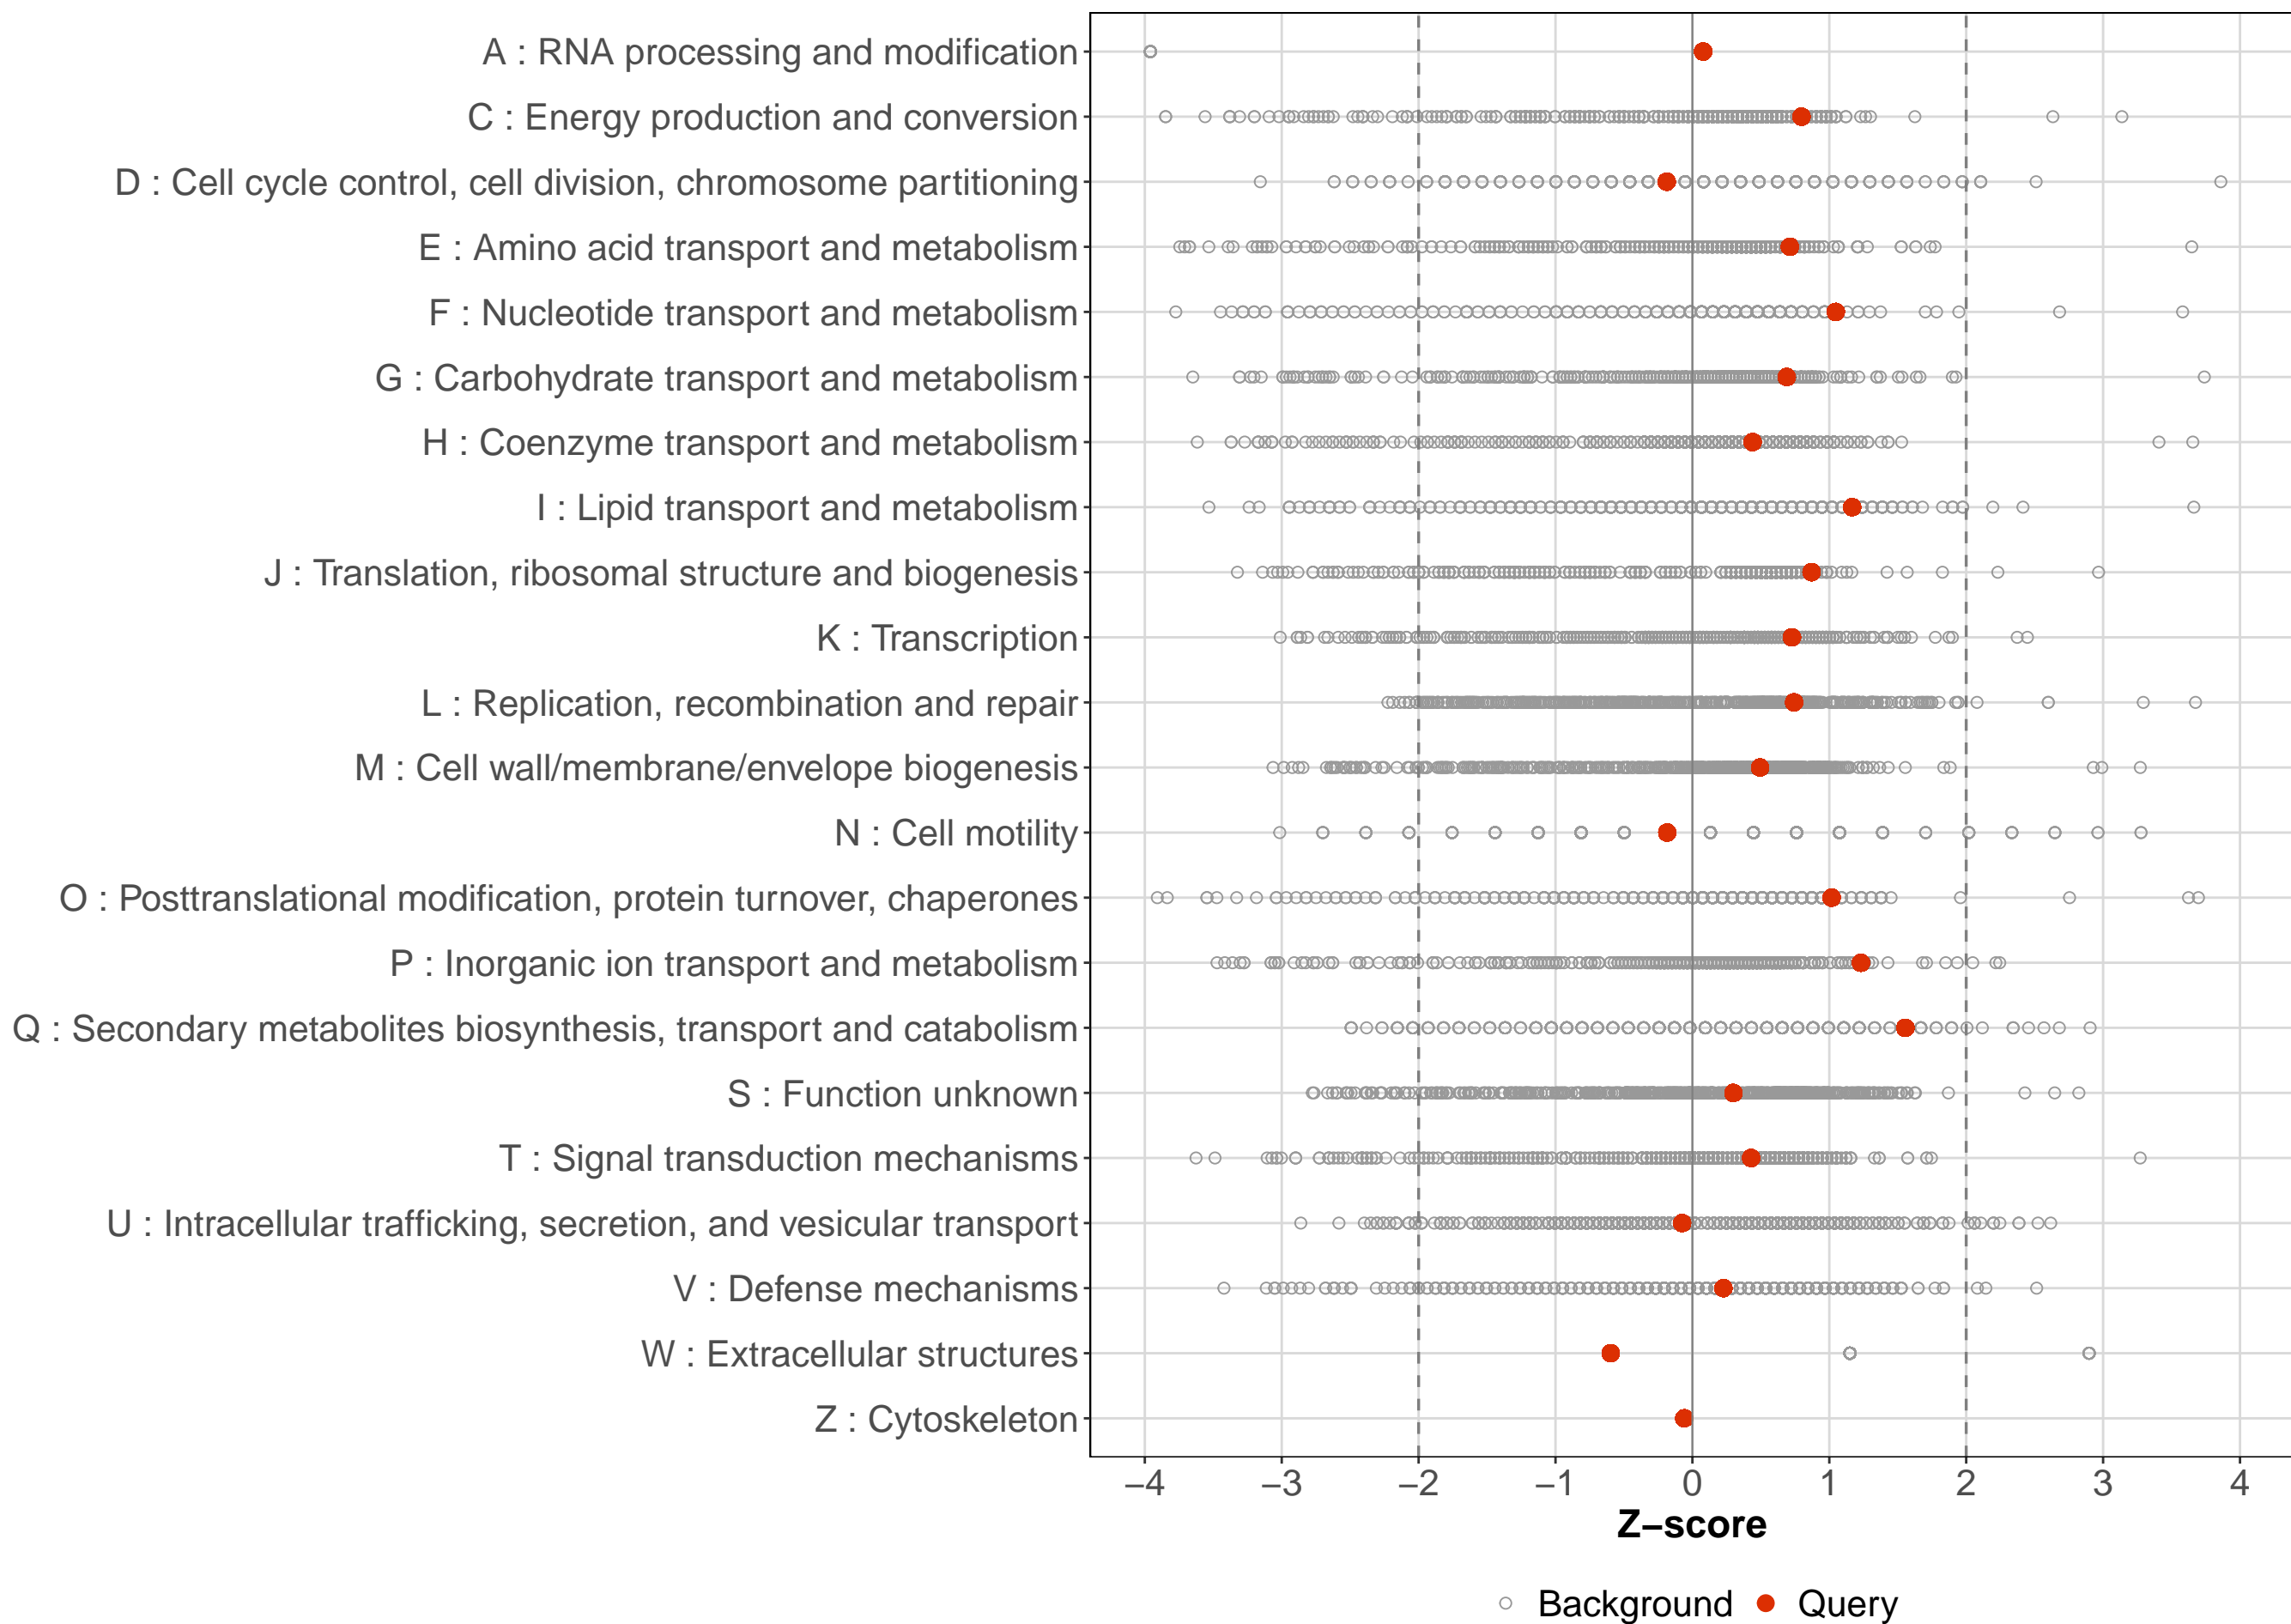 A : RNA processing and modification
C : Energy production and conversion
D : Cell cycle control, cell division, chromosome partitioning
E : Amino acid transport and metabolism
F : Nucleotide transport and metabolism
G : Carbohydrate transport and metabolism
H : Coenzyme transport and metabolism
I : Lipid transport and metabolism
J : Translation, ribosomal structure and biogenesis
K : Transcription
L : Replication, recombination and repair
M : Cell wall/membrane/envelope biogenesis
N : Cell motility
O : Posttranslational modification, protein turnover, chaperones
P : Inorganic ion transport and metabolism
Q : Secondary metabolites biosynthesis, transport and catabolism
S : Function unknown
T : Signal transduction mechanisms
U : Intracellular trafficking, secretion, and vesicular transport
V : Defense mechanisms
W : Extracellular structures
Z : Cytoskeleton
−4 −3 −2 −1 0 1 2 3 4
Z−score
Background Query